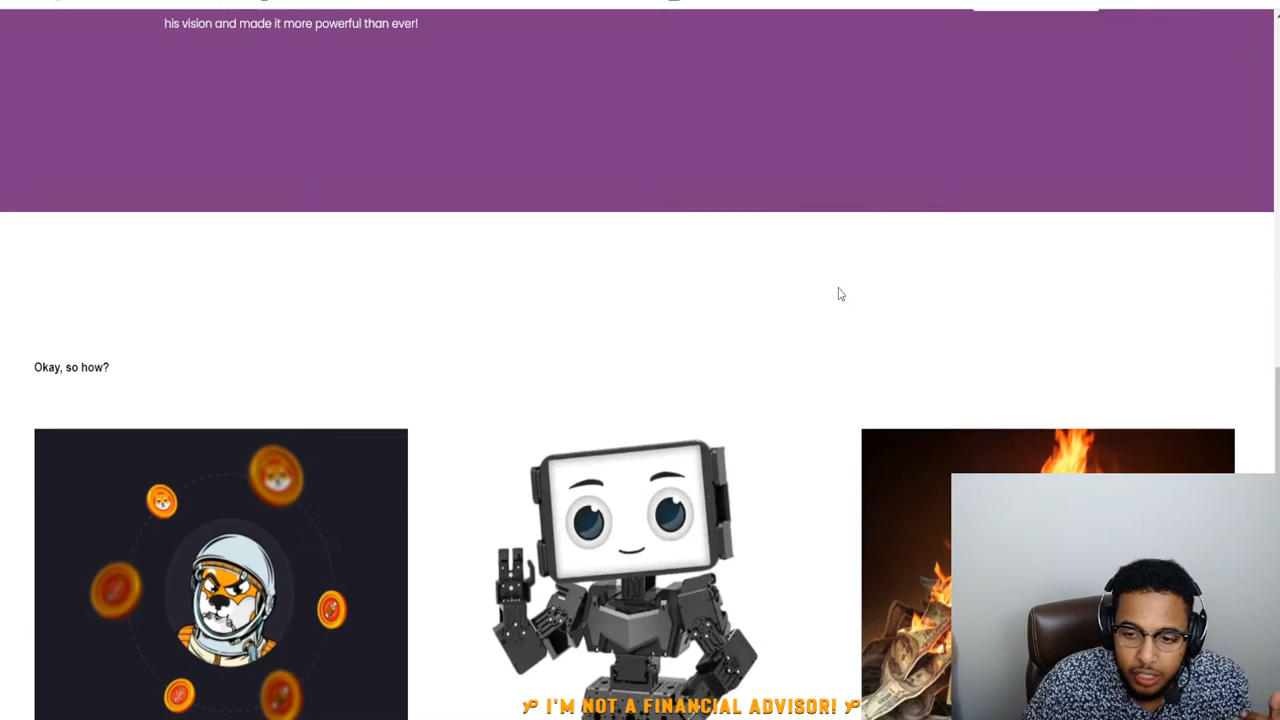 his vision and made it more powerful than ever!
Okay, so how?
I'M NOT A FINANCIAL ADVISOR!